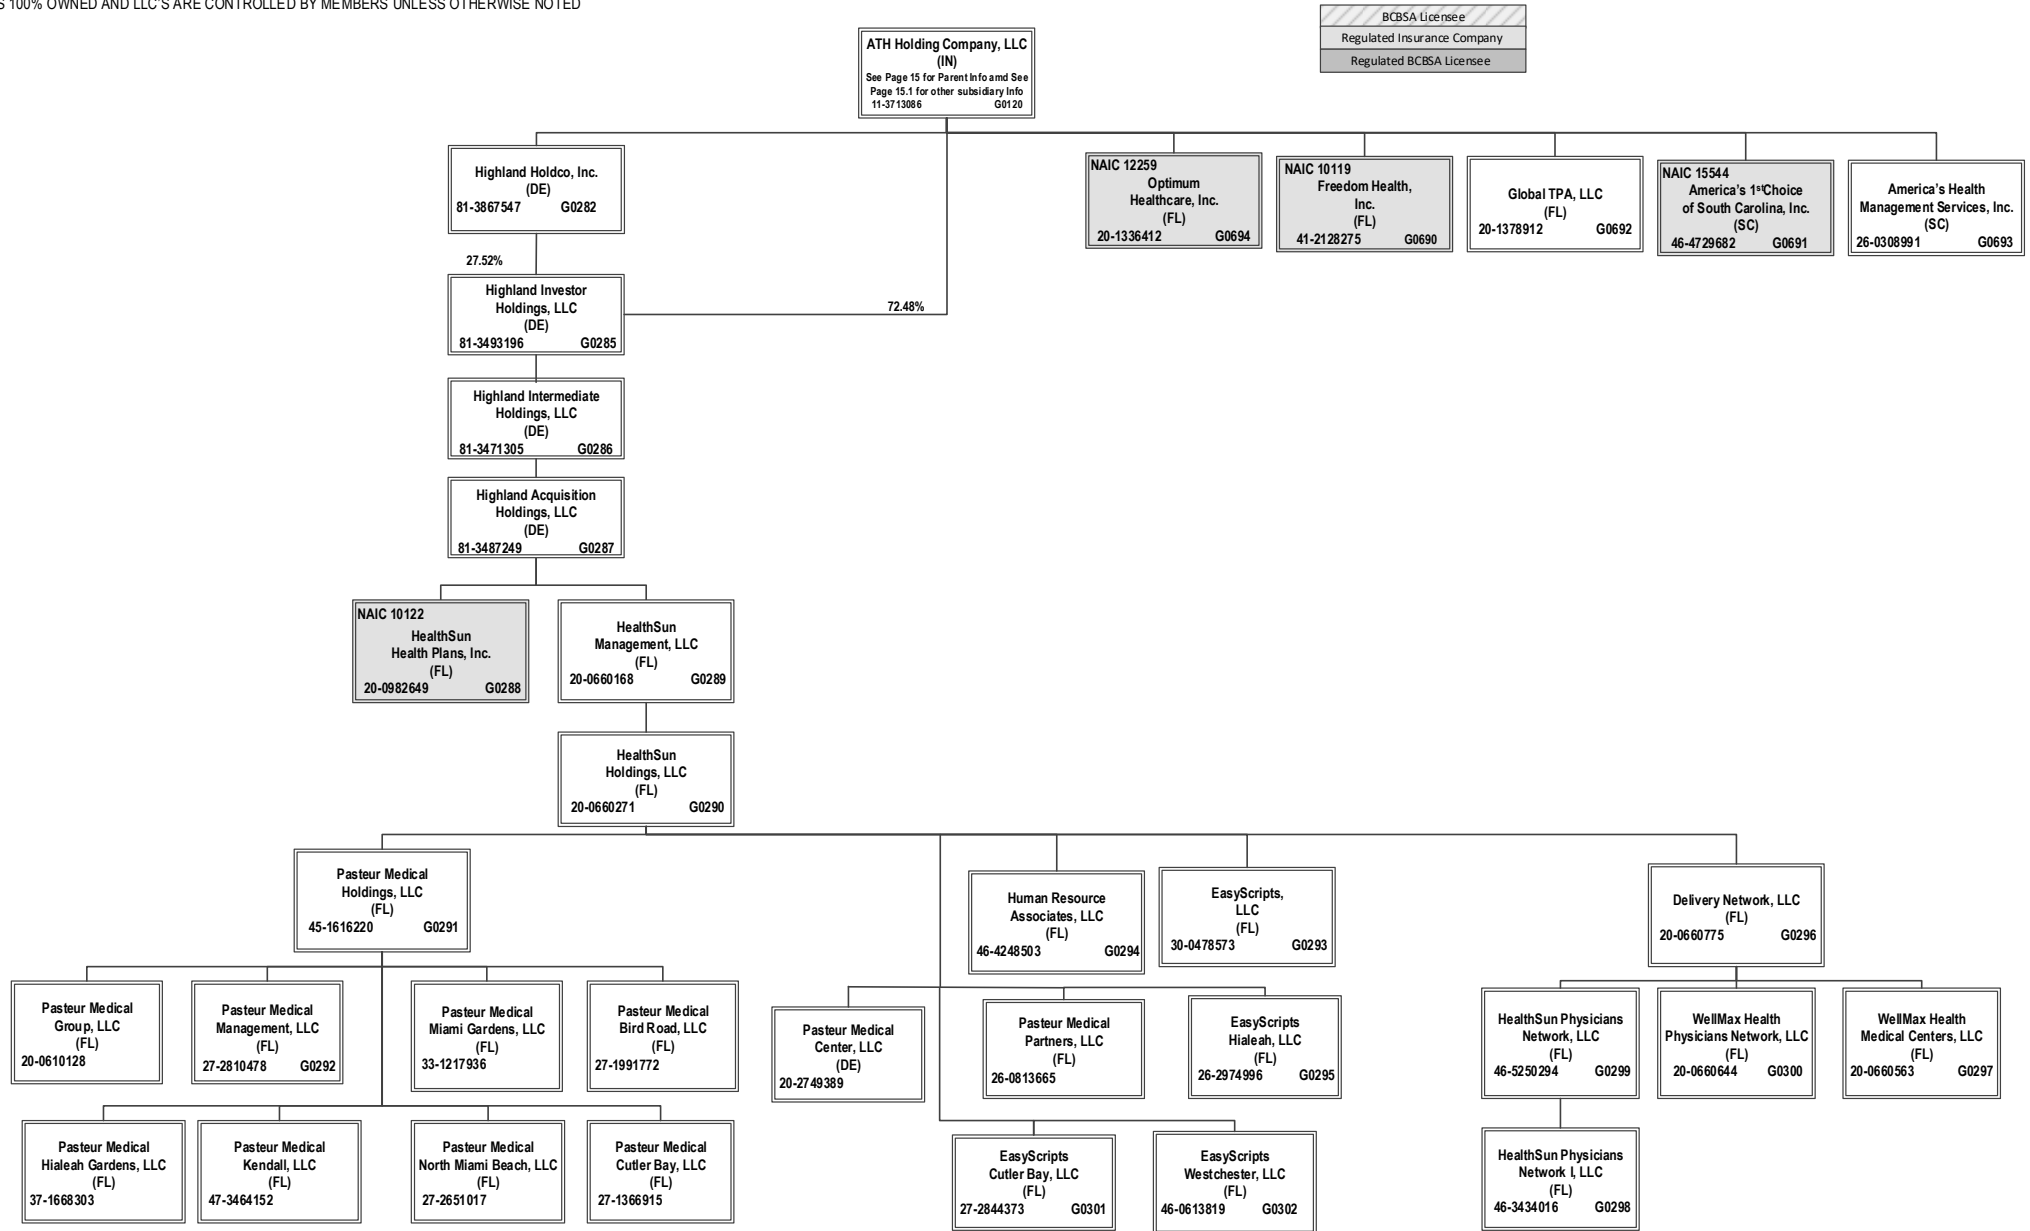 S 100% OWNED AND LLC'S ARE CONTROLLED BY MEMBERS UNLESS OTHERWISE NOTED
BCBSA Licensee
Regulated Insurance Company
Regulated BCBSA Licensee
ATH Holding Company, LLC
(IN)
See Page 15 for Parent Info amd See
Page 15.1 for other subsidiary Info
11-3713086 G0120
Highland Holdco, Inc.
(DE)
81-3867547 G0282
NAIC 12259
Optimum
Healthcare, Inc.
(FL)
20-1336412 G0694
NAIC 10119
Freedom Health,
Inc.
(FL)
41-2128275 G0690
Global TPA, LLC
(FL)
20-1378912 G0692
NAIC 15544
America's 1st Choice
of South Carolina, Inc.
(SC)
46-4729682 G0691
America's Health
Management Services, Inc.
(SC)
26-0308991 G0693
27.52%
72.48%
Highland Investor
Holdings, LLC
(DE)
81-3493196 G0285
Highland Intermediate
Holdings, LLC
(DE)
81-3471305 G0286
Highland Acquisition
Holdings, LLC
(DE)
81-3487249 G0287
NAIC 10122
HealthSun
Health Plans, Inc.
(FL)
20-0982649 G0288
HealthSun
Management, LLC
(FL)
20-0660168 G0289
HealthSun
Holdings, LLC
(FL)
20-0660271 G0290
Pasteur Medical
Holdings, LLC
(FL)
45-1616220 G0291
Human Resource
Associates, LLC
(FL)
46-4248503 G0294
EasyScripts,
LLC
(FL)
30-0478573 G0293
Delivery Network, LLC
(FL)
20-0660775 G0296
Pasteur Medical
Group, LLC
(FL)
20-0610128
Pasteur Medical
Management, LLC
(FL)
27-2810478 G0292
Pasteur Medical
Miami Gardens, LLC
(FL)
33-1217936
Pasteur Medical
Bird Road, LLC
(FL)
27-1991772
Pasteur Medical
Center, LLC
(DE)
20-2749389
Pasteur Medical
Partners, LLC
(FL)
26-0813665
EasyScripts
Hialeah, LLC
(FL)
26-2974996 G0295
HealthSun Physicians
Network, LLC
(FL)
46-5250294 G0299
WellMax Health
Physicians Network, LLC
(FL)
20-0660644 G0300
WellMax Health
Medical Centers, LLC
(FL)
20-0660563 G0297
Pasteur Medical
Hialeah Gardens, LLC
(FL)
37-1668303
Pasteur Medical
Kendall, LLC
(FL)
47-3464152
Pasteur Medical
North Miami Beach, LLC
(FL)
27-2651017
Pasteur Medical
Cutler Bay, LLC
(FL)
27-1366915
EasyScripts
Cutler Bay, LLC
(FL)
27-2844373 G0301
EasyScripts
Westchester, LLC
(FL)
46-0613819 G0302
HealthSun Physicians
Network I, LLC
(FL)
46-3434016 G0298